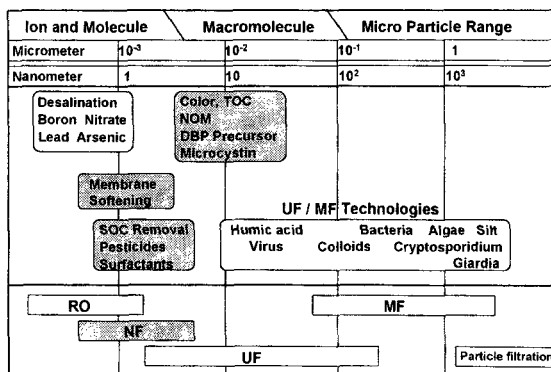 Ion and Molecule Macromolecule Micro Particle Range
Micrometer 10⁻³ 10⁻² 10⁻¹ 1
Nanometer 1 10 10² 10³
Desalination
Boron Nitrate
Lead Arsenic
Color, TOC
NOM
DBP Precursor
Microcystin
Membrane
Softening
SOC Removal
Pesticides
Surfactants
UF / MF Technologies
Humic acid Bacteria Algae Silt
Virus Colloids Cryptosporidium
Giardia
RO MF
NF
UF Particle filtration